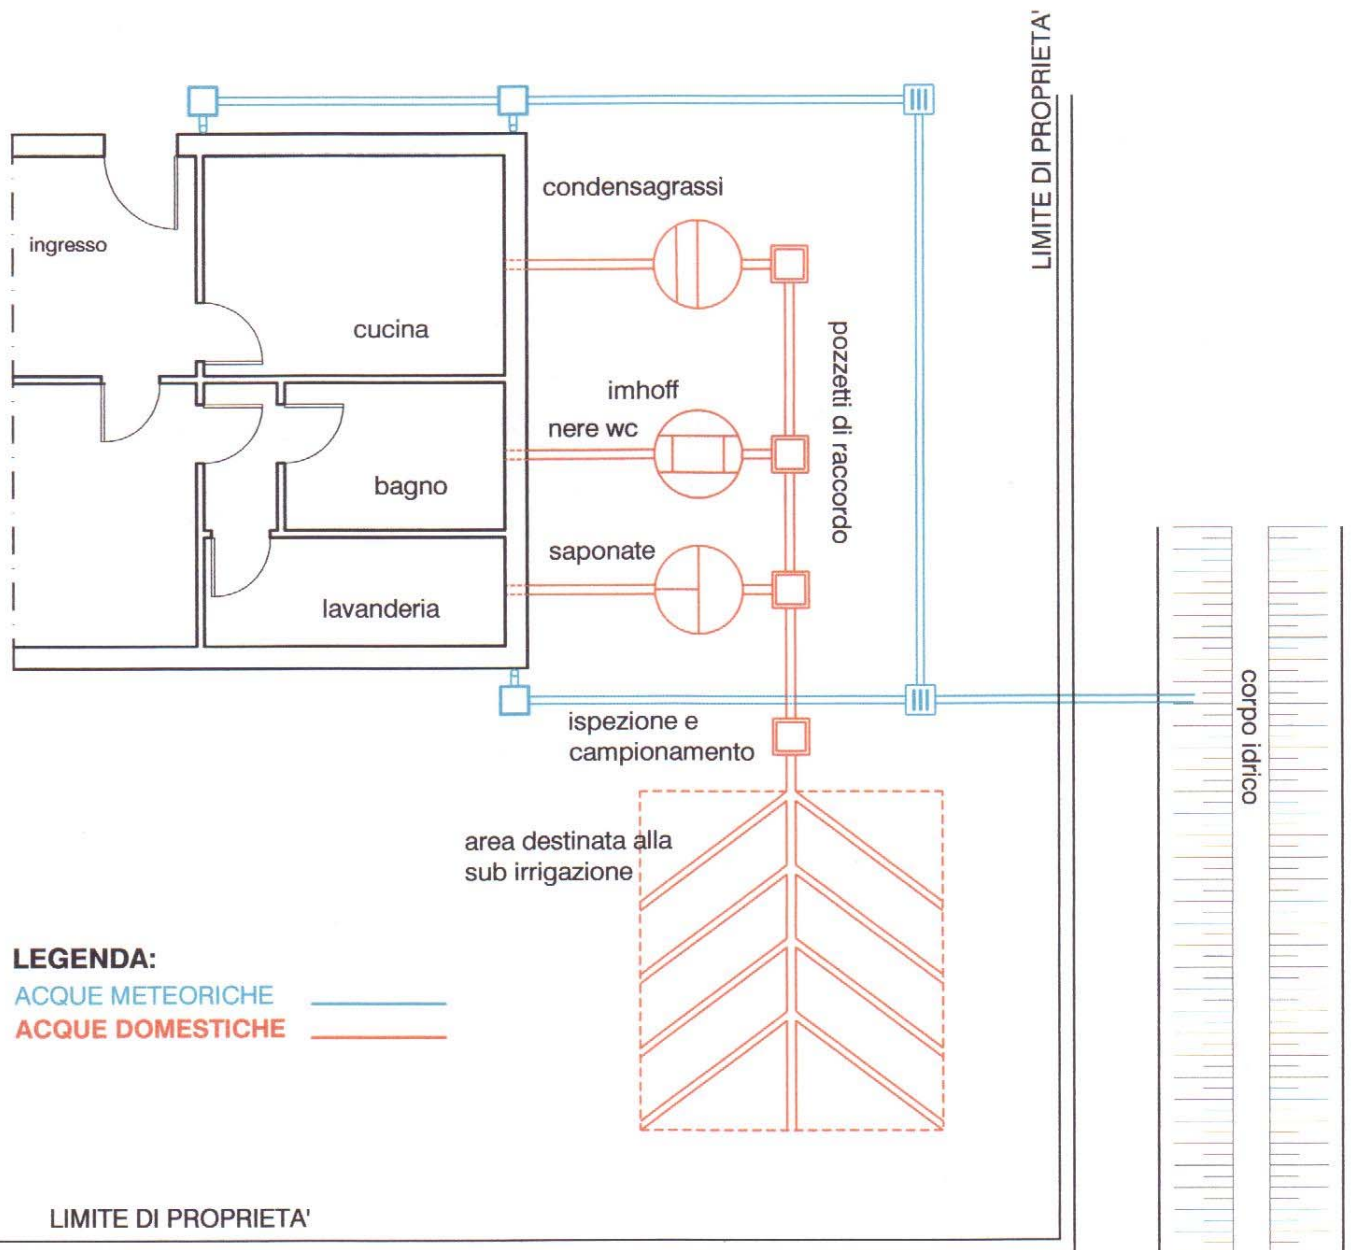 LIMITE DI PROPRIETA'
condensagrassi
ingresso
cucina
pozzetti di raccordo
imhoff
nere wc
bagno
saponate
lavanderia
corpo idrico
ispezione e
campionamento
area destinata alla
sub irrigazione
LEGENDA:
ACQUE METEORICHE
ACQUE DOMESTICHE
LIMITE DI PROPRIETA'